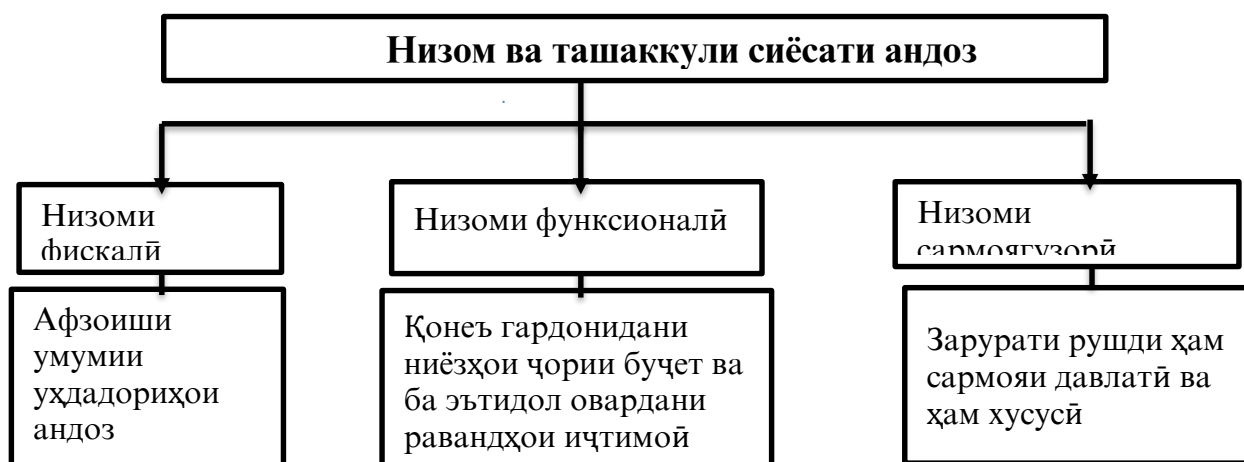 Низом ва ташаккули сиёсати андоз
Низоми
фискалӣ
Низоми функсионалӣ
Низоми
сармоягузорӣ
Афзоиши
умумии
уҳдадориҳои
андоз
Қонеъ гардонидани
ниёзҳои ҷории буҷет ва
ба эътидол овардани
равандҳои иҷтимоӣ
Зарурати рушди ҳам
сармояи давлатӣ ва
ҳам хусусӣ